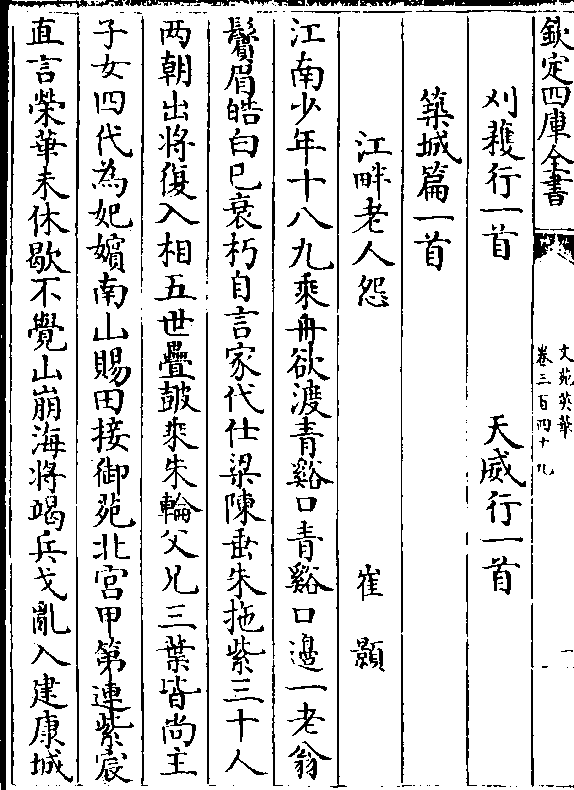 欽定四庫全書
文苑英華
卷三百四十九
一
刈穫行一首
天威行一首
築城篇一首
江畔老人怨
崔顥
江南少年十八九乘舟欲渡青谿口青谿口邊一老翁
鬢眉皓白已衰朽自言家代仕梁陳垂朱拖紫三十人
兩朝出將復入相五世疊皷乘朱輪父兄三葉皆尚主
子女四代為妃嬪南山賜田接御苑北宮甲第連紫宸
直言榮華未休歇不覺山崩海將竭兵戈亂入建康城